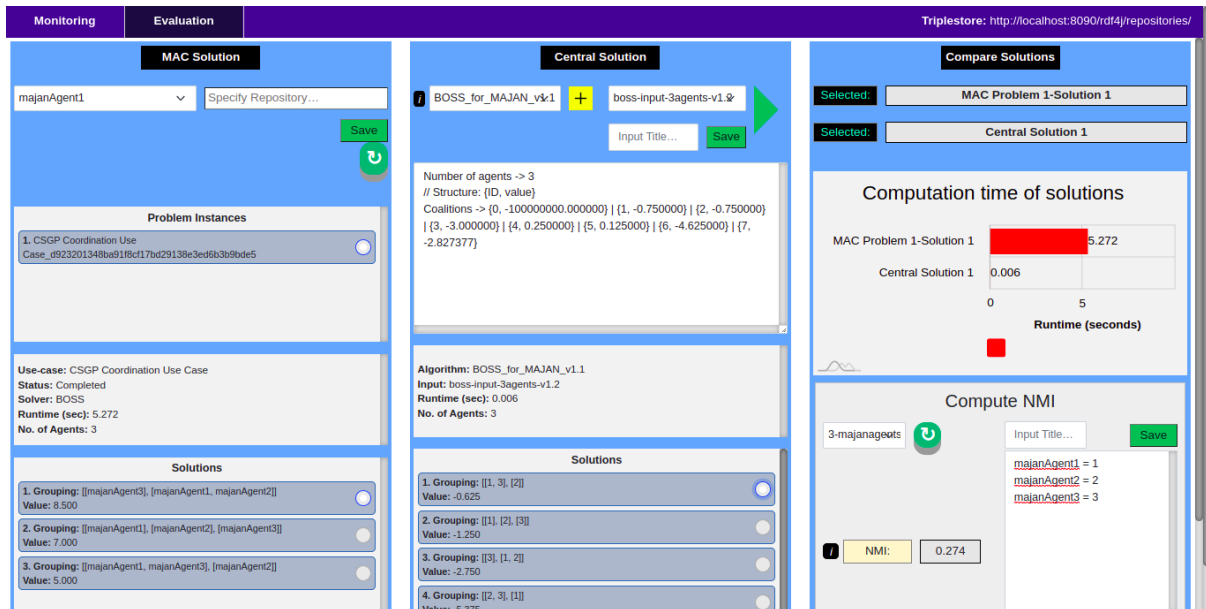 Monitoring
Evaluation
Triplestore: http://localhost:8090/rdf4j/repositories/
MAC Solution
majanAgent1
Specify Repository...
Save
Problem Instances
1. CSGP Coordination Use
Case_d923201348ba91f8cf17bd29138e3ed6b3b9bde5
Use-case: CSGP Coordination Use Case
Status: Completed
Solver: BOSS
Runtime (sec): 5.272
No. of Agents: 3
Solutions
1. Grouping: [[majanAgent3], [majanAgent1, majanAgent2]]
Value: 8.500
2. Grouping: [[majanAgent1], [majanAgent2], [majanAgent3]]
Value: 7.000
3. Grouping: [[majanAgent1, majanAgent3], [majanAgent2]]
Value: 5.000
Central Solution
i
BOSS_for_MAJAN_v1.1
+
boss-input-3agents-v1.2
Input Title...
Save
Number of agents -> 3
// Structure: {ID, value}
Coalitions -> {0, -100000000.000000} | {1, -0.750000} | {2, -0.750000}
| {3, -3.000000} | {4, 0.250000} | {5, 0.125000} | {6, -4.625000} | {7,
-2.827377}
Algorithm: BOSS_for_MAJAN_v1.1
Input: boss-input-3agents-v1.2
Runtime (sec): 0.006
No. of Agents: 3
Solutions
1. Grouping: [[1, 3], [2]]
Value: -0.625
2. Grouping: [[1], [2], [3]]
Value: -1.250
3. Grouping: [[3], [1, 2]]
Value: -2.750
4. Grouping: [[2, 3], [1]]
Value: -5.375
Compare Solutions
Selected:
MAC Problem 1-Solution 1
Selected:
Central Solution 1
Computation time of solutions
MAC Problem 1-Solution 1
5.272
Central Solution 1
0.006
0
5
Runtime (seconds)
Compute NMI
3-majanagents
Input Title...
Save
majanAgent1 = 1
majanAgent2 = 2
majanAgent3 = 3
i
NMI:
0.274